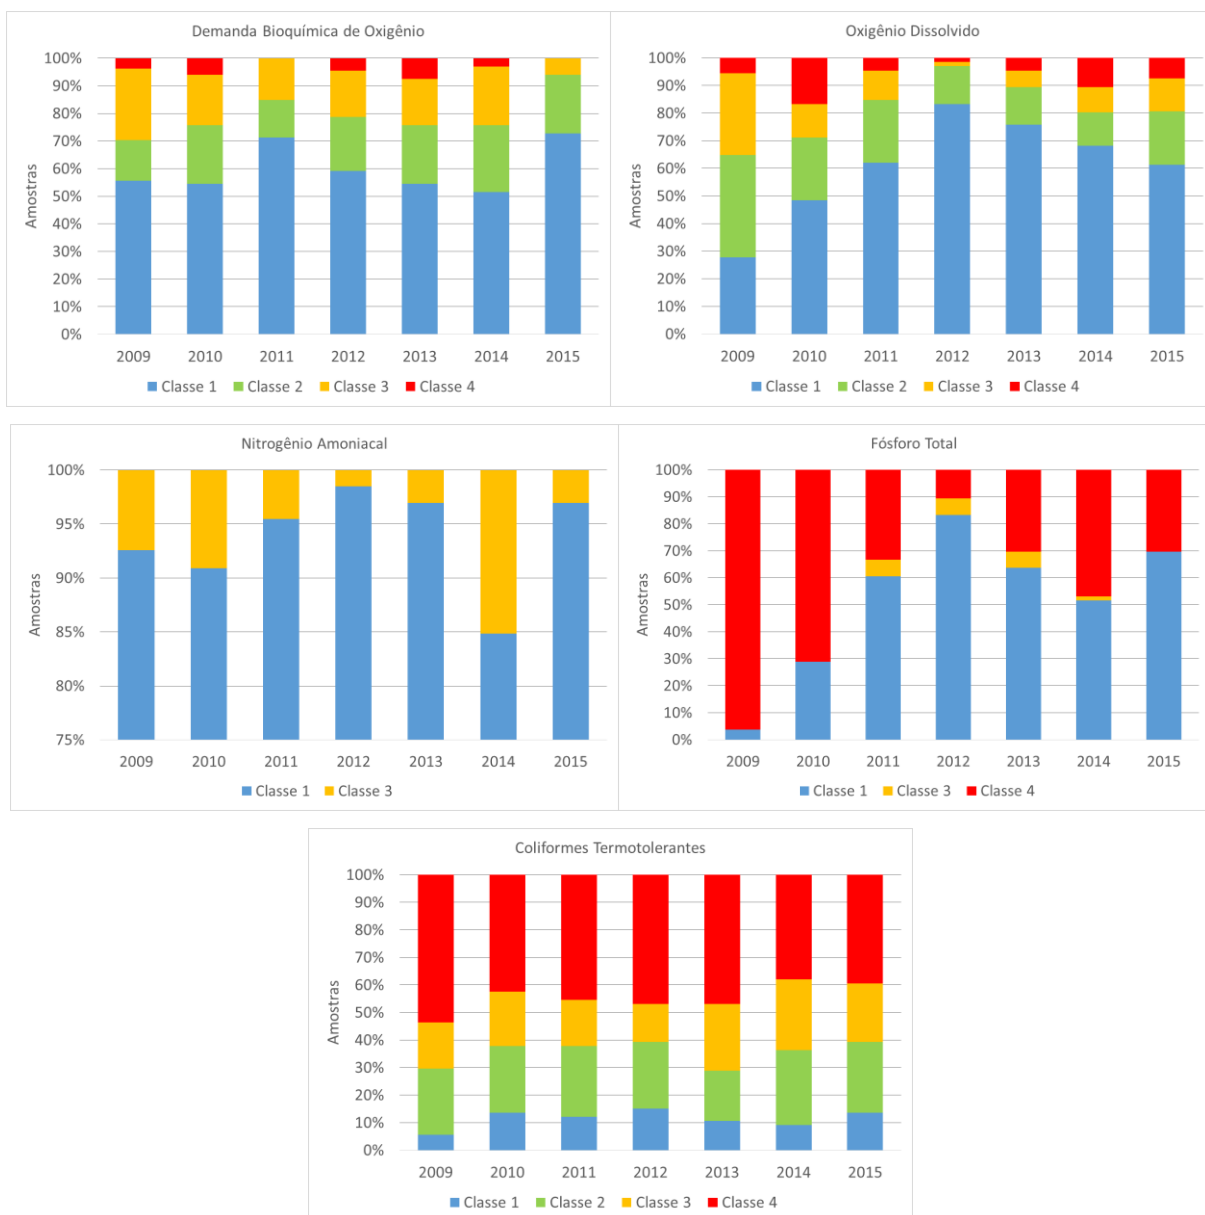 Demanda Bioquímica de Oxigênio
100%
90%
80%
70%
60%
50%
40%
30%
20%
10%
0%
Amostras
2009 2010 2011 2012 2013 2014 2015
Classe 1 Classe 2 Classe 3 Classe 4
Oxigênio Dissolvido
100%
90%
80%
70%
60%
50%
40%
30%
20%
10%
0%
Amostras
2009 2010 2011 2012 2013 2014 2015
Classe 1 Classe 2 Classe 3 Classe 4
Nitrogênio Amoniacal
100%
95%
90%
85%
80%
75%
Amostras
2009 2010 2011 2012 2013 2014 2015
Classe 1 Classe 3
Fósforo Total
100%
90%
80%
70%
60%
50%
40%
30%
20%
10%
0%
Amostras
2009 2010 2011 2012 2013 2014 2015
Classe 1 Classe 3 Classe 4
Coliformes Termotolerantes
100%
90%
80%
70%
60%
50%
40%
30%
20%
10%
0%
Amostras
2009 2010 2011 2012 2013 2014 2015
Classe 1 Classe 2 Classe 3 Classe 4